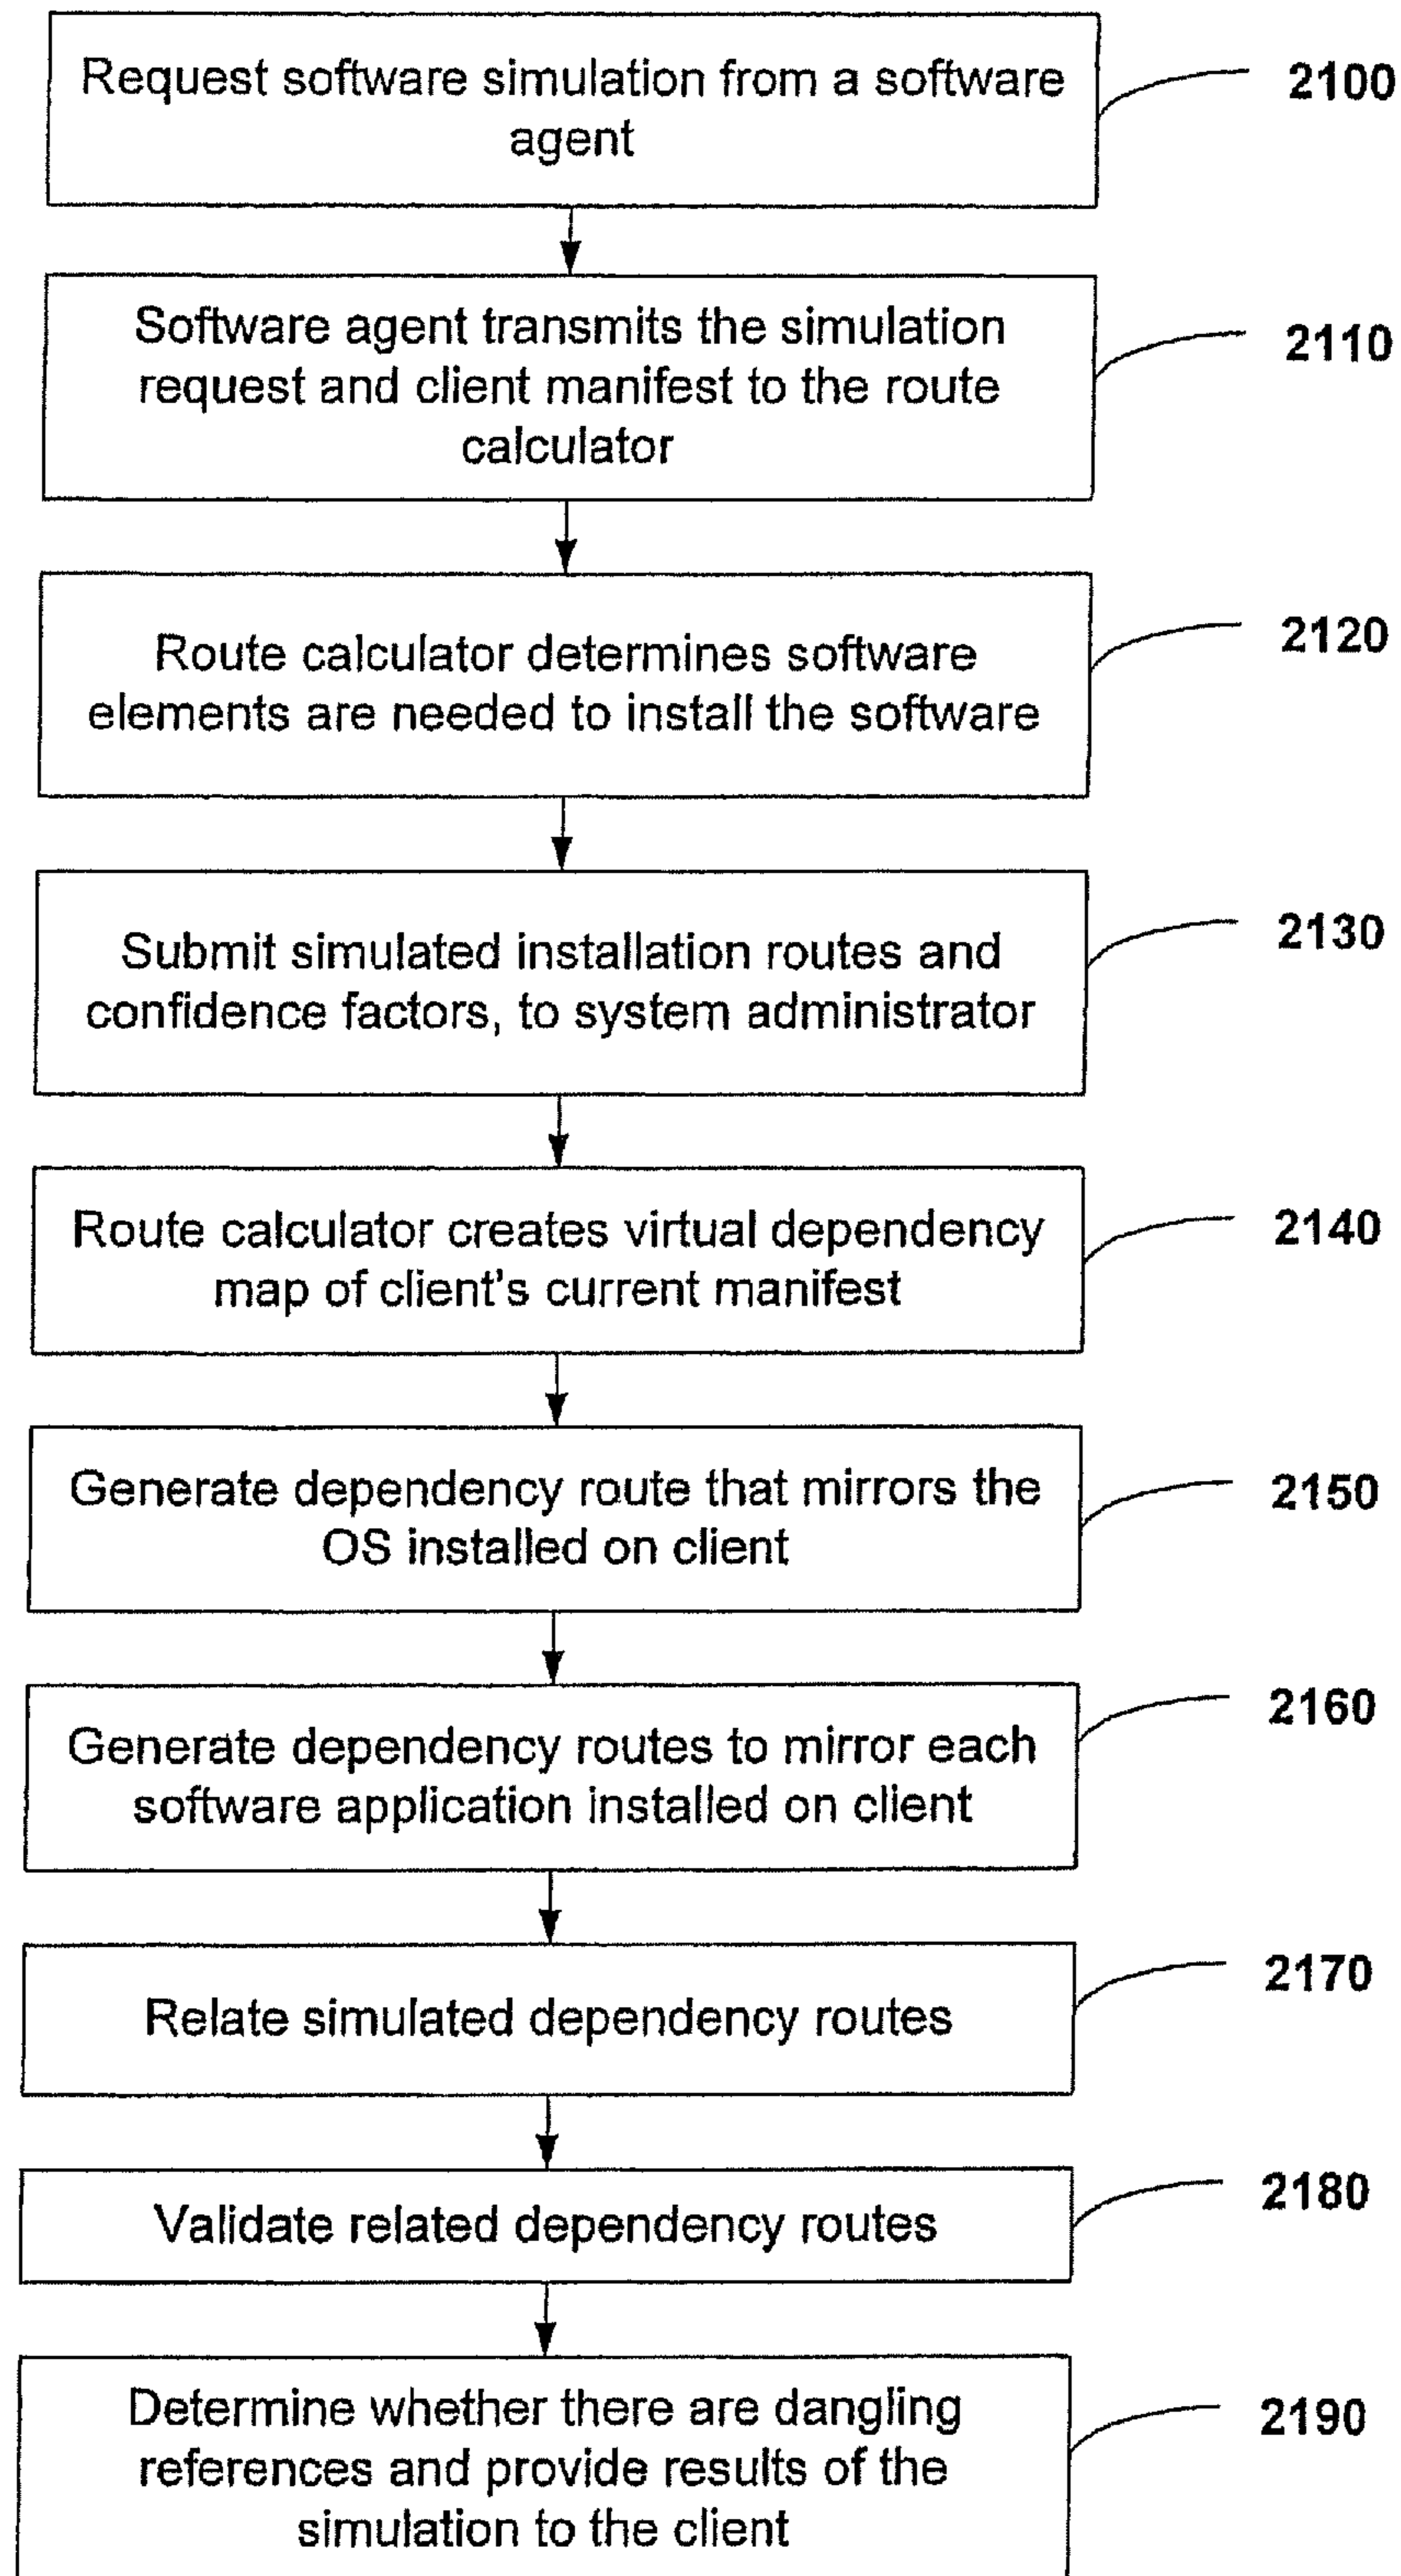 Request software simulation from a software
agent
2100
Software agent transmits the simulation
request and client manifest to the route
calculator
2110
Route calculator determines software
elements are needed to install the software
2120
Submit simulated installation routes and
confidence factors, to system administrator
2130
Route calculator creates virtual dependency
map of client's current manifest
2140
Generate dependency route that mirrors the
OS installed on client
2150
Generate dependency routes to mirror each
software application installed on client
2160
Relate simulated dependency routes
2170
Validate related dependency routes
2180
Determine whether there are dangling
references and provide results of the
simulation to the client
2190